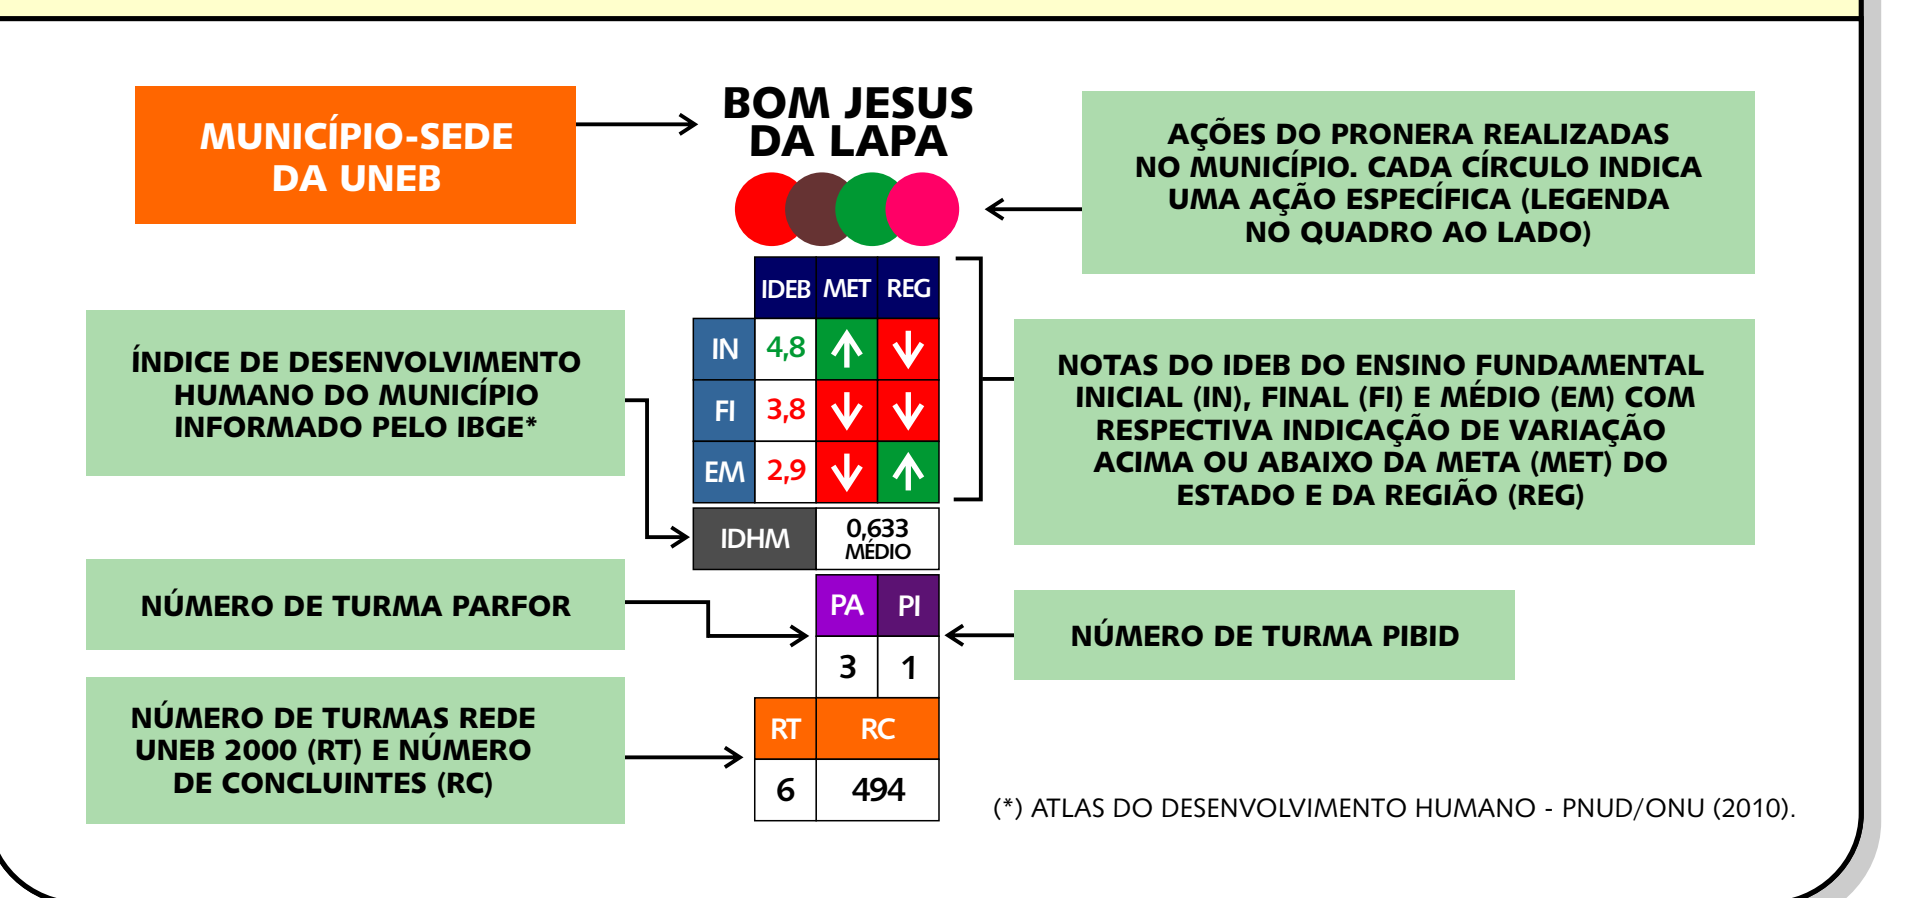 MUNICÍPIO-SEDE
DA UNEB
BOM JESUS
DA LAPA
AÇÕES DO PRONERA REALIZADAS
NO MUNICÍPIO. CADA CÍRCULO INDICA
UMA AÇÃO ESPECÍFICA (LEGENDA
NO QUADRO AO LADO)
ÍNDICE DE DESENVOLVIMENTO
HUMANO DO MUNICÍPIO
INFORMADO PELO IBGE*
IDEB MET REG
IN 4,8
FI 3,8
EM 2,9
NOTAS DO IDEB DO ENSINO FUNDAMENTAL
INICIAL (IN), FINAL (FI) E MÉDIO (EM) COM
RESPECTIVA INDICAÇÃO DE VARIAÇÃO
ACIMA OU ABAIXO DA META (MET) DO
ESTADO E DA REGIÃO (REG)
IDHM 0,633
MÉDIO
NÚMERO DE TURMA PARFOR
PA PI
3 1
NÚMERO DE TURMA PIBID
NÚMERO DE TURMAS REDE
UNEB 2000 (RT) E NÚMERO
DE CONCLUINTES (RC)
RT RC
6 494
(*) ATLAS DO DESENVOLVIMENTO HUMANO - PNUD/ONU (2010).